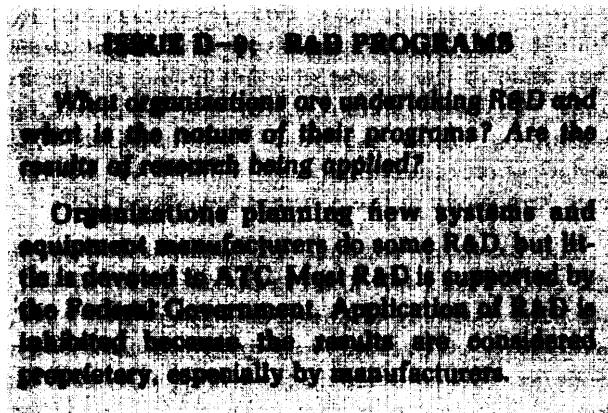 ISSUE D-9: R&D PROGRAMS
What organizations are undertaking R&D and
what is the nature of their programs? Are the
results of research being applied?
Organizations planning new systems and
equipment manufacturers do some R&D, but lit-
tle is devoted to ATC. Most R&D is supported by
the Federal Government. Application of R&D is
inhibited because the results are considered
proprietary, especially by manufacturers.